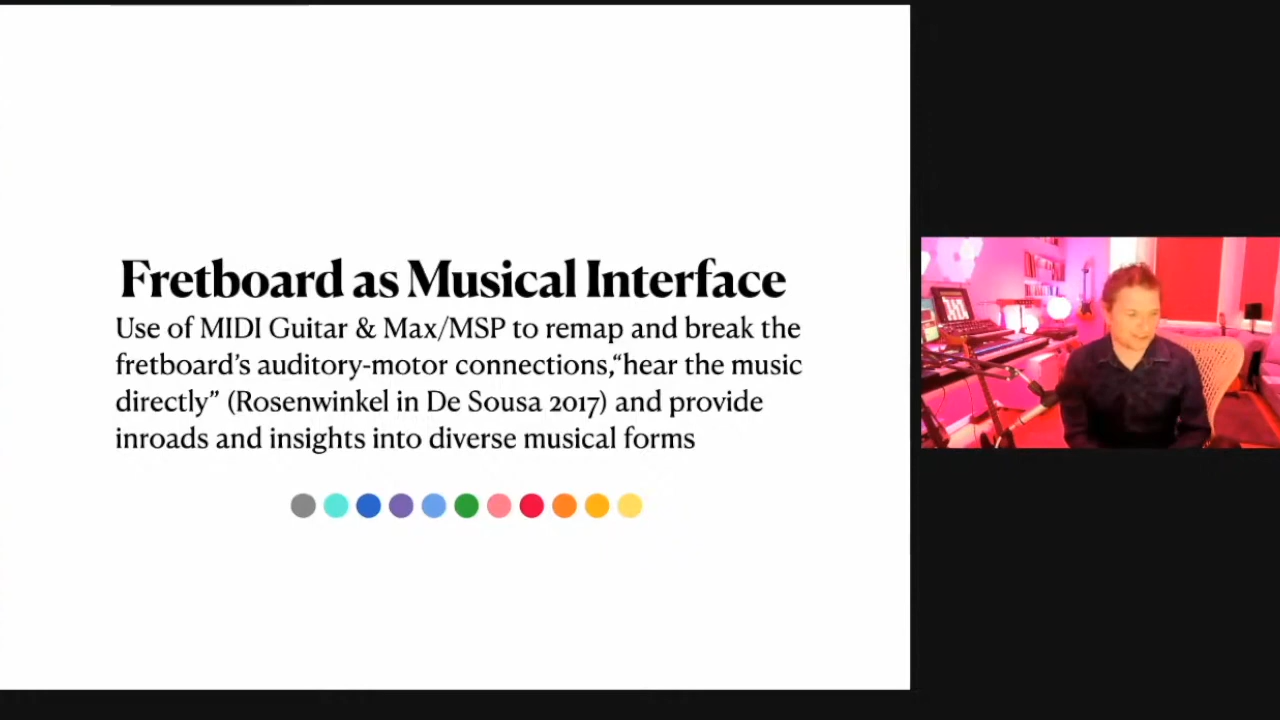 Fretboard as Musical Interface
Use of MIDI Guitar & Max/MSP to remap and break the
fretboard’s auditory-motor connections,“hear the music
directly” (Rosenwinkel in De Sousa 2017) and provide
inroads and insights into diverse musical forms